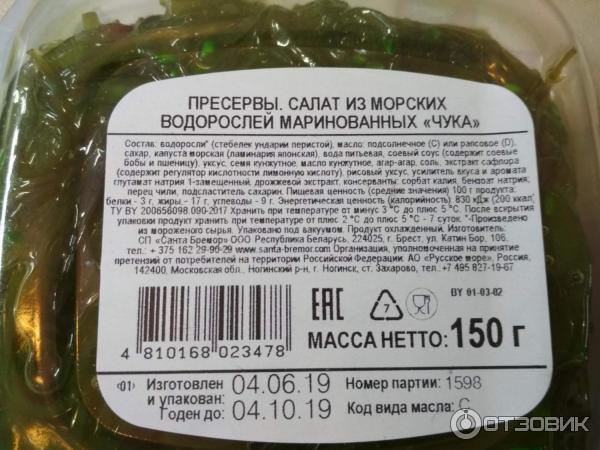 ПРЕСЕРВЫ. САЛАТ ИЗ МОРСКИХ
ВОДОРОСЛЕЙ МАРИНОВАННЫХ «ЧУКА»
Состав: водоросли* (стебелек ундарии перистой), масло: подсолнечное (С) или рапсовое (D),
сахар, капуста морская (ламинария японская), вода питьевая, соевый соус (содержит соевые
бобы и пшеницу), уксус, семя кунжутное, масло кунжутное, агар-агар, соль, экстракт сафлора
(содержит регулятор кислотности лимонную кислоту), рисовый уксус, усилитель вкуса и аромата
глутамат натрия 1-замещенный, дрожжевой экстракт, консерванты: сорбат калия, бензоат натрия;
перец чили, подсластитель сахарин. Пищевая ценность (средние значения) 100 г продукта:
белки - 3 г, жиры - 17 г, углеводы - 9 г. Энергетическая ценность (калорийность): 830 кДж (200 ккал)
ТУ BY 200656098.090-2017 Хранить при температуре от минус 3 °С до плюс 5 °С. После вскрытия
упаковки продукт хранить при температуре от плюс 2 °С до плюс 5 °С - 7 суток. *-Произведено
из мороженого сырья. Упаковано под вакуумом. Продукт охлажденный. Изготовитель:
СП «Санта Бремор» ООО Республика Беларусь, 224025, г. Брест, ул. Катин Бор, 106,
тел.: + 375 162 29-90-29 www.santa-bremor.com Организация, уполномоченная на принятие
претензий от потребителей на территории Российской Федерации: АО «Русское море», Россия,
142400, Московская обл., Ногинский р-н, г. Ногинск, ст. Захарово, тел.:+7 495 827-19-67
EAC
7
BY 01-03-02
МАССА НЕТТО: 150 г
4 810168 023478
<01> Изготовлен
и упакован: 04.06.19
Номер партии: 1598
Годен до: 04.10.19
Код вида масла: С
ОТЗОВИК